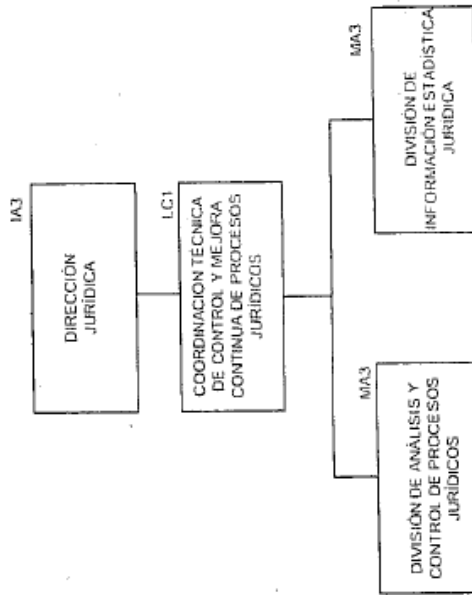 IA3
DIRECCIÓN
JURÍDICA
LC1
COORDINACION TÉCNICA
DE CONTROL Y MEJORA
CONTINUA DE PROCESOS
JURÍDICOS
MA3
DIVISIÓN DE ANÁLISIS Y
CONTROL DE PROCESOS
JURÍDICOS
MA3
DIVISIÓN DE
INFORMACIÓN ESTADÍSTICA
JURÍDICA